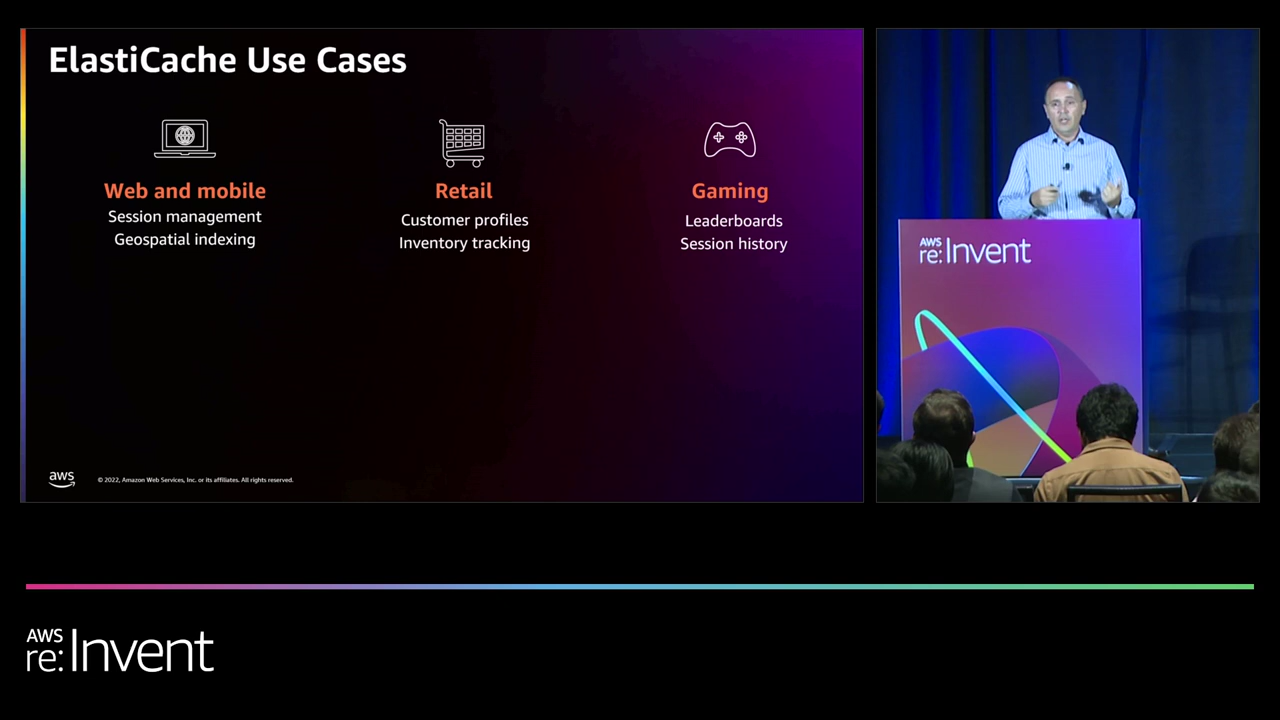 ElastiCache Use Cases
Web and mobile
Session management
Geospatial indexing
Retail
Customer profiles
Inventory tracking
Gaming
Leaderboards
Session history
aws
© 2022, Amazon Web Services, Inc. or its affiliates. All rights reserved.
AWS
re:Invent
AWS
re:Invent